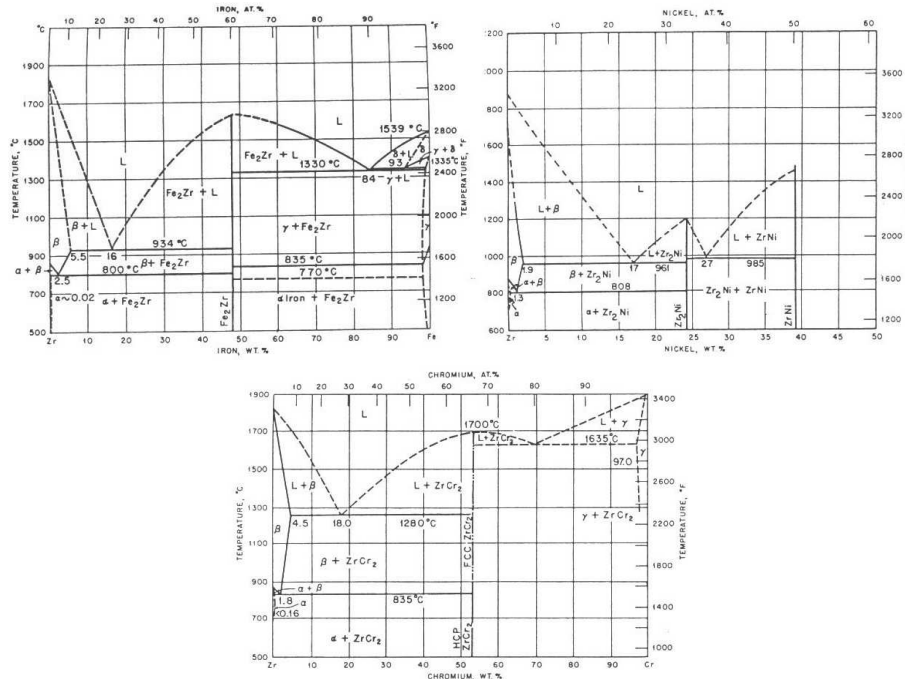 IRON, AT. %
10 20 30 40 50 60 70 80 90
°C
°F
1900
1700
1500
1300
1100
900
700
500
3600
3200
2800
2400
2000
1600
1200
TEMPERATURE, °C
TEMPERATURE, °F
L
L
1539 °C
δ+L
γ + δ
Fe₂Zr + L
1330 °C
93
1335°C
84
γ+L
Fe₂Zr + L
β+L
β
γ + Fe₂Zr
γ
934 °C
5.5
16
β+ Fe₂Zr
835 °C
α + β
800°C
770 °C
2.5
α~0.02
α+ Fe₂Zr
Fe₂Zr
α Iron + Fe₂Zr
Zr 10 20 30 40 50 60 70 80 90 Fe
IRON, WT. %
NICKEL, AT. %
10 20 30 40 50 60
1200
1000
800
1200
1000
800
600
3600
3200
2800
2400
2000
1600
1200
TEMPERATURE, °C
TEMPERATURE, °F
L
L+β
L + ZrNi
L+Zr₂Ni
β
1.9
β+Zr₂Ni
17
961
27
985
α+β
808
1.3
α
α + Zr₂Ni
Zr₂Ni
Zr₂Ni + ZrNi
ZrNi
Zr 5 10 15 20 25 30 35 40 45 50
NICKEL, WT. %
CHROMIUM, AT. %
10 20 30 40 50 60 70 80 90
1900
1700
1500
1300
1100
900
700
500
3400
3000
2600
2200
1800
1400
1000
TEMPERATURE, °C
TEMPERATURE, °F
L
1700°C
L + γ
L+ZrCr₂
1635°C
97.0
γ
L + β
L + ZrCr₂
4.5
18.0
1280°C
γ + ZrCr₂
β
FCC ZrCr₂
β + ZrCr₂
α + β
1.8
α
<0.16
835°C
α + ZrCr₂
HCP ZrCr₂
Zr 10 20 30 40 50 60 70 80 90 Cr
CHROMIUM, WT. %